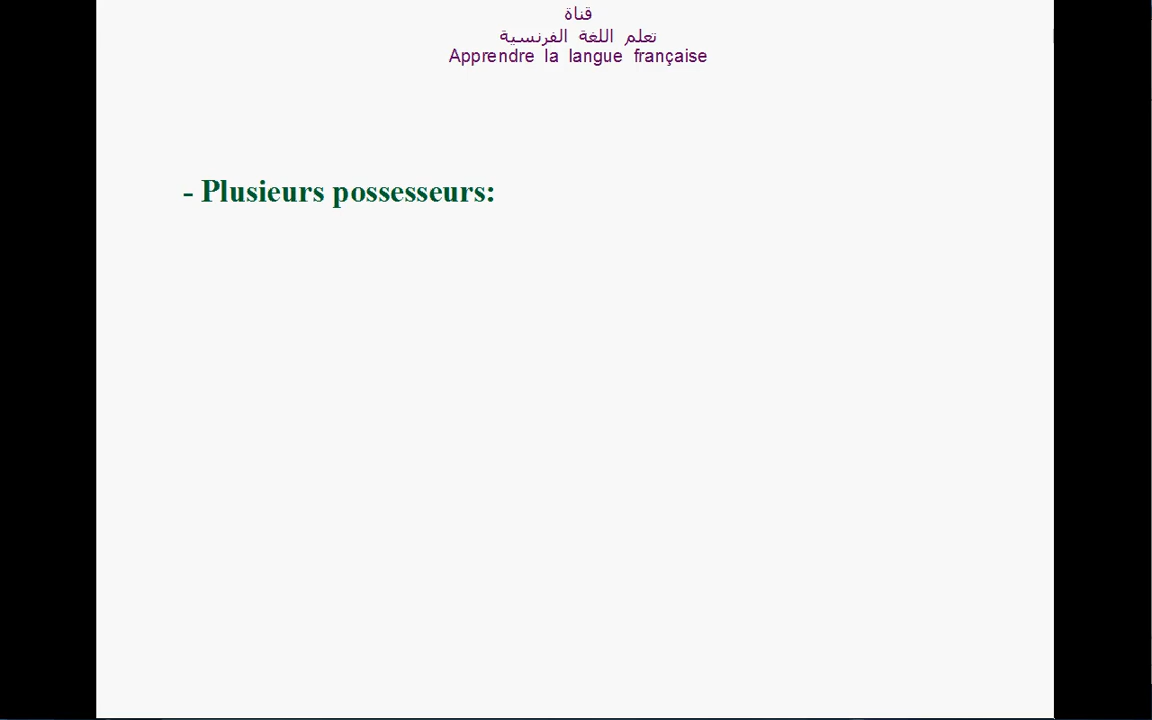 قناة
تعلم اللغة الفرنسية
Apprendre la langue française
- Plusieurs possesseurs: